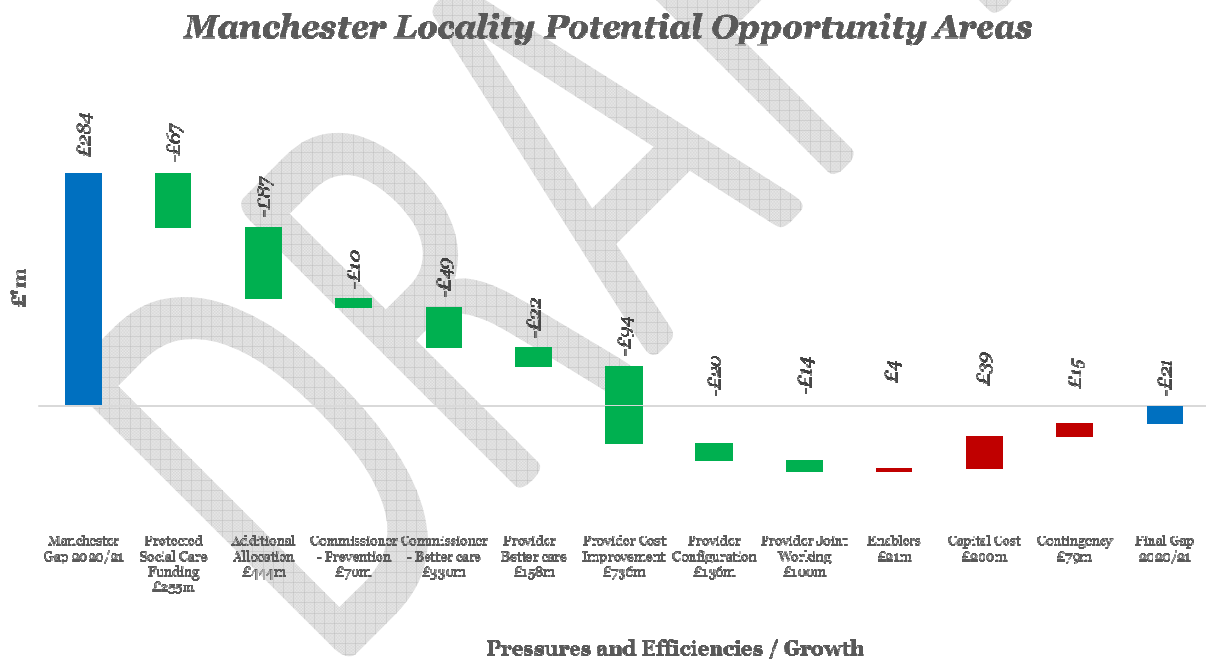 Manchester Locality Potential Opportunity Areas
£284
-£67
-£87
-£10
-£49
-£22
-£94
-£20
-£14
£4
£39
£15
-£21
£'m
Manchester
Gap 2020/21
Protected
Social Care
Funding
£255m
Additional
Allocation
£444m
Commissioner
- Prevention
£70m
Commissioner
- Better care
£330m
Provider
Better care
£158m
Provider Cost
Improvement
£736m
Provider
Configuration
£136m
Provider Joint
Working
£100m
Enablers
£21m
Capital Cost
£200m
Contingency
£79m
Final Gap
2020/21
Pressures and Efficiencies / Growth